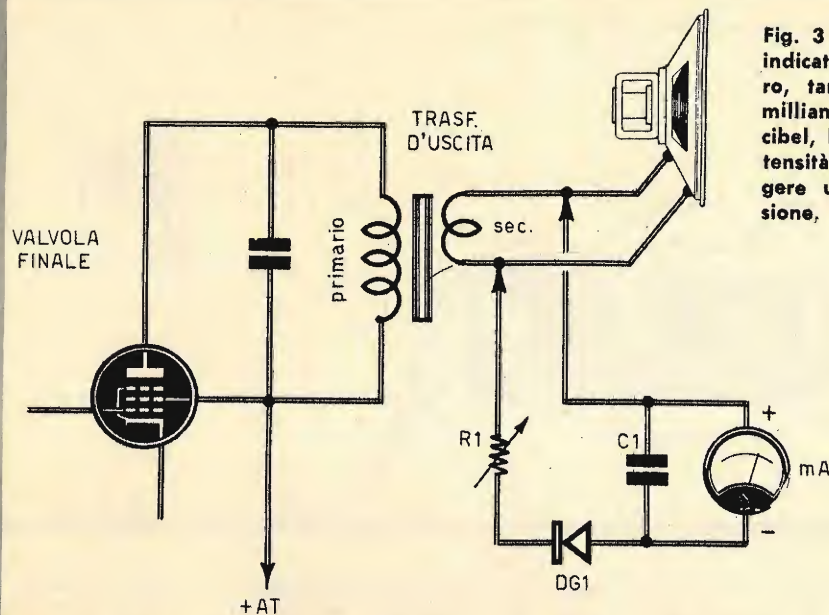 Fig. 3
indicat
ro, tar
millian
cibel, l
tensità
gere u
sione,
TRASF.
D'USCITA
VALVOLA
FINALE
primario
sec.
R1
C1
+
mA
-
DG1
+AT